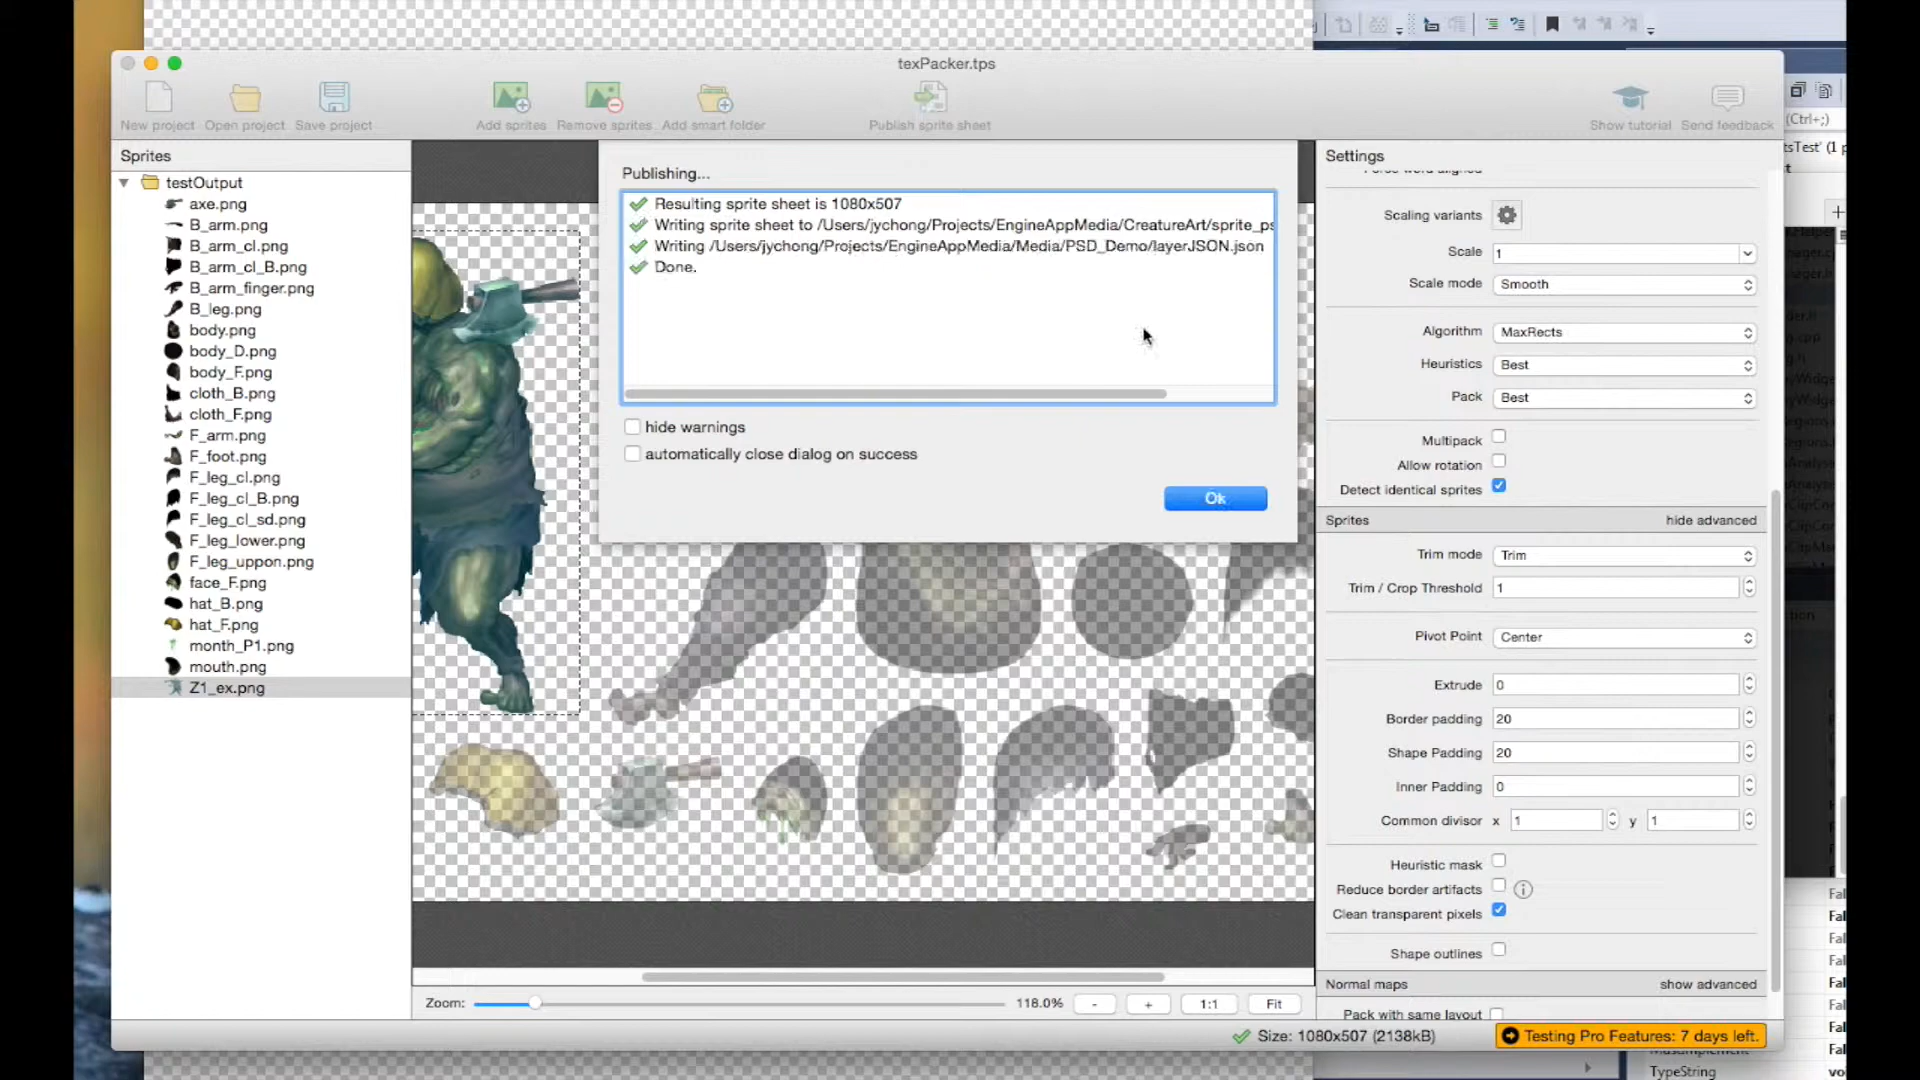 texPacker.tps
New project
Open project
Save project
Add sprites
Remove sprites
Add smart folder
Publish sprite sheet
Show tutorial
Send feedback
(Ctrl+;)
Sprites
testOutput
axe.png
B_arm.png
B_arm_cl.png
B_arm_cl_B.png
B_arm_finger.png
B_leg.png
body.png
body_D.png
body_F.png
cloth_B.png
cloth_F.png
F_arm.png
F_foot.png
F_leg_cl.png
F_leg_cl_B.png
F_leg_cl_sd.png
F_leg_lower.png
F_leg_uppon.png
face_F.png
hat_B.png
hat_F.png
month_P1.png
mouth.png
Z1_ex.png
Publishing...
Resulting sprite sheet is 1080x507
Writing sprite sheet to /Users/jychong/Projects/EngineAppMedia/CreatureArt/sprite_ps
Writing /Users/jychong/Projects/EngineAppMedia/Media/PSD_Demo/layerJSON.json
Done.
hide warnings
automatically close dialog on success
Ok
Settings
Scaling variants
Scale 1
Scale mode Smooth
Algorithm MaxRects
Heuristics Best
Pack Best
Multipack
Allow rotation
Detect identical sprites
Sprites hide advanced
Trim mode Trim
Trim / Crop Threshold 1
Pivot Point Center
Extrude 0
Border padding 20
Shape Padding 20
Inner Padding 0
Common divisor x 1 y 1
Heuristic mask
Reduce border artifacts
Clean transparent pixels
Shape outlines
Normal maps show advanced
Pack with same layout
Zoom: 118.0% - + 1:1 Fit
Size: 1080x507 (2138kB)
Testing Pro Features: 7 days left.
TypeString